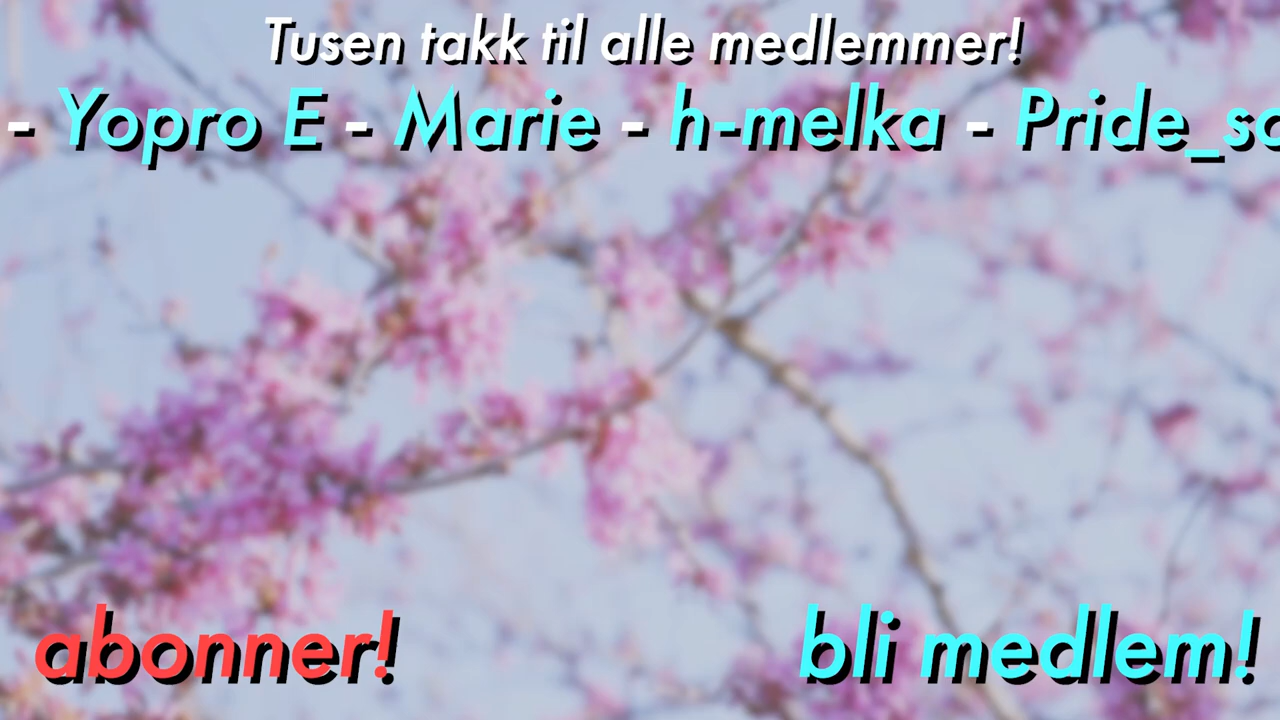 Tusen takk til alle medlemmer!
- Yopro E - Marie - h-melka -
abonner!
bli medlem!